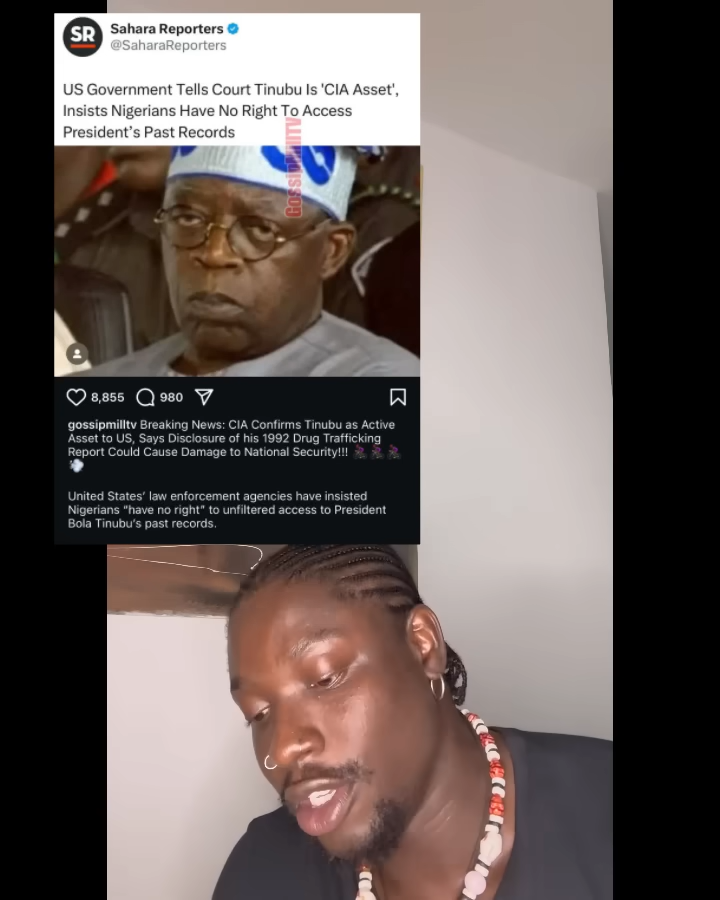 SR
Sahara Reporters
@SaharaReporters
US Government Tells Court Tinubu Is 'CIA Asset',
Insists Nigerians Have No Right To Access
President's Past Records
GossipMillTV
8,855
980
gossipmilltv Breaking News: CIA Confirms Tinubu as Active
Asset to US, Says Disclosure of his 1992 Drug Trafficking
Report Could Cause Damage to National Security!!!
United States' law enforcement agencies have insisted
Nigerians "have no right" to unfiltered access to President
Bola Tinubu's past records.